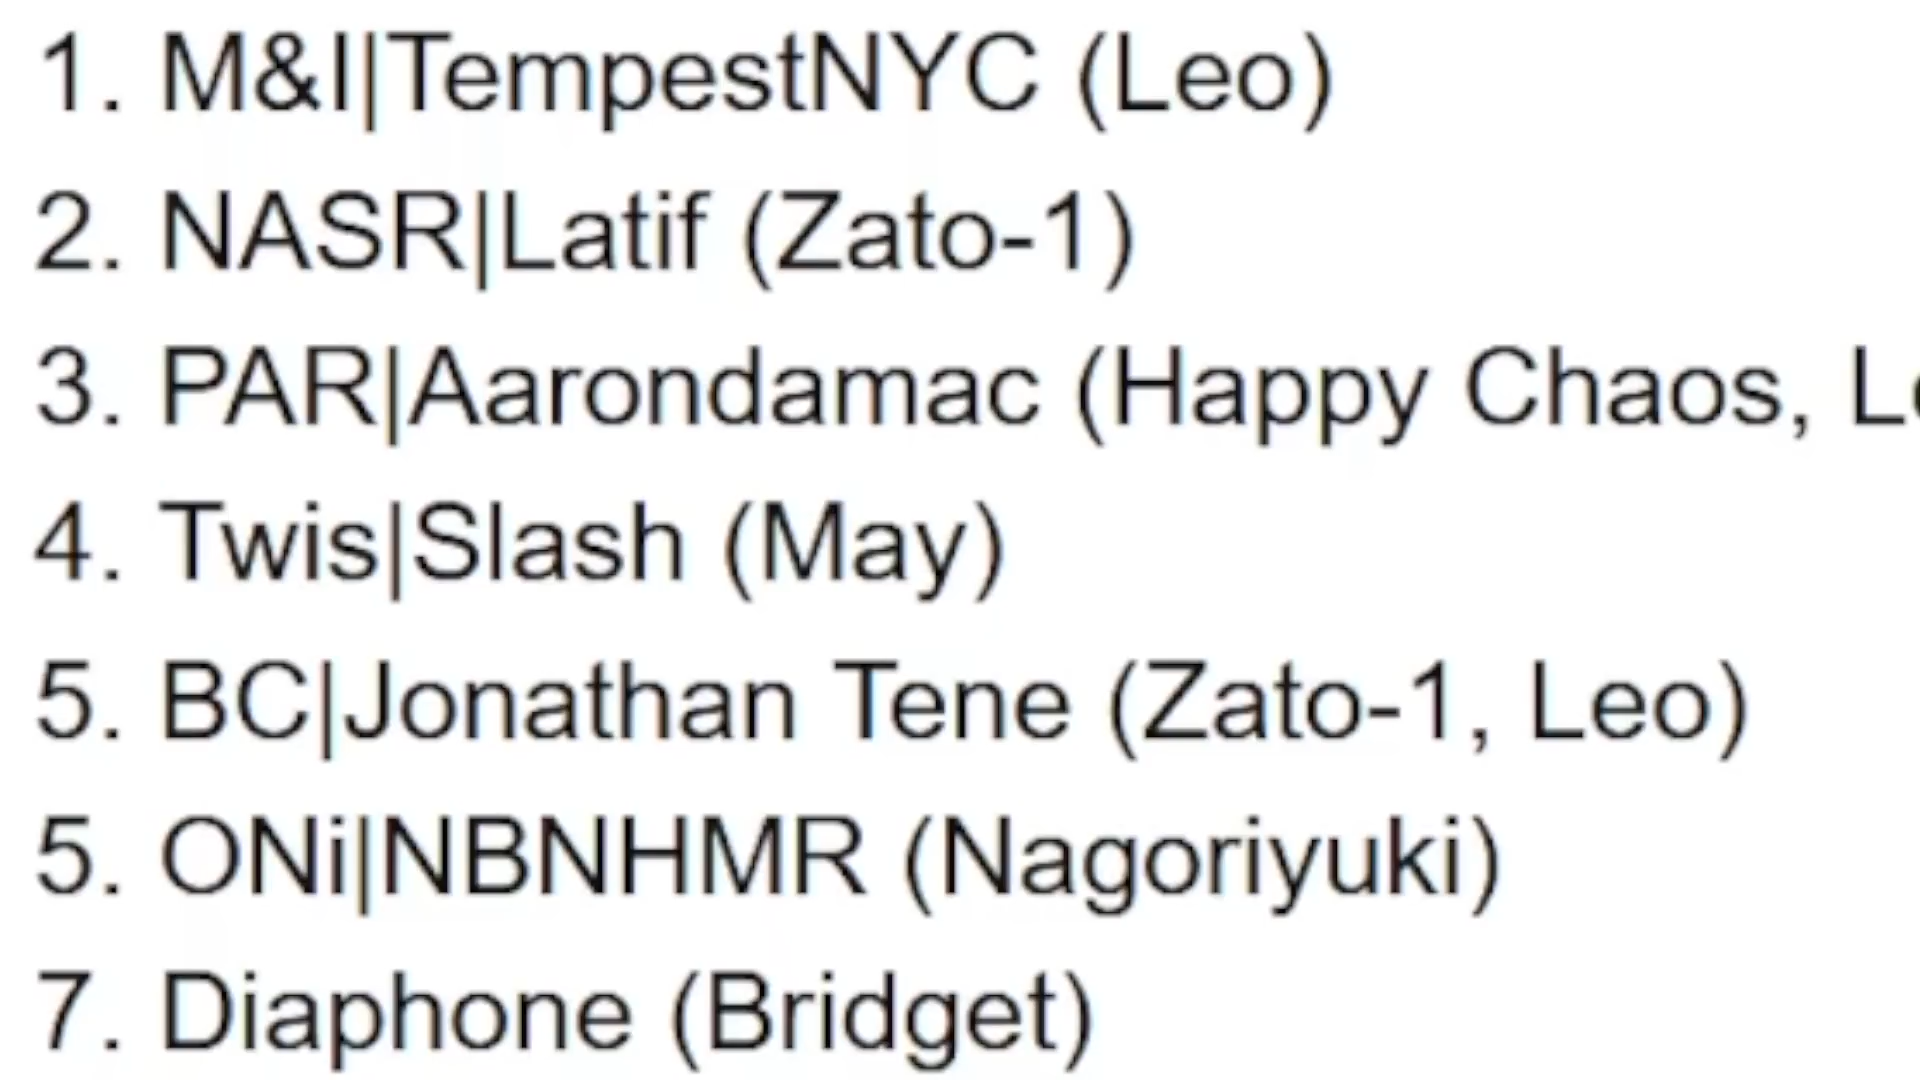 1. M&I|TempestNYC (Leo)
2. NASR|Latif (Zato-1)
3. PAR|Aarondamac (Happy Chaos,
4. Twis|Slash (May)
5. BC|Jonathan Tene (Zato-1, Leo)
5. ONi|NBNHMR (Nagoriyuki)
7. Diaphone (Bridget)